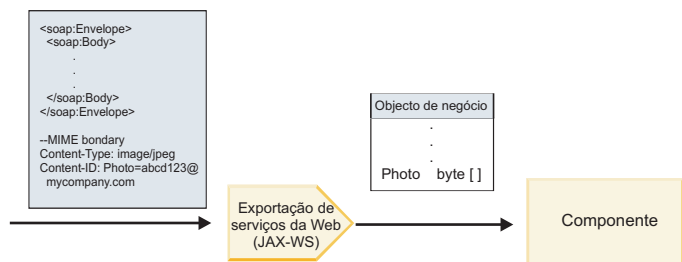 <soap:Envelope>
<soap:Body>
.
.
.
</soap:Body>
</soap:Envelope>
--MIME bondary
Content-Type: image/jpeg
Content-ID: Photo=abcd123@
mycompany.com
Objecto de negócio
.
.
.
Photo byte [ ]
Exportação de
serviços da Web
(JAX-WS)
Componente